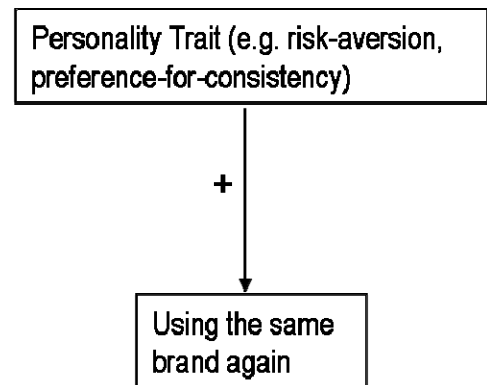 Personality Trait (e.g. risk-aversion,
preference-for-consistency)
+
Using the same
brand again